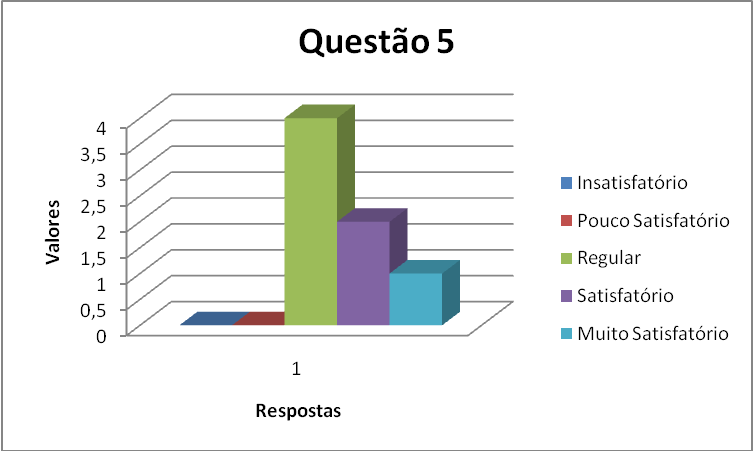 Questão 5
Valores
4
3,5
3
2,5
2
1,5
1
0,5
0
1
Respostas
Insatisfatório
Pouco Satisfatório
Regular
Satisfatório
Muito Satisfatório